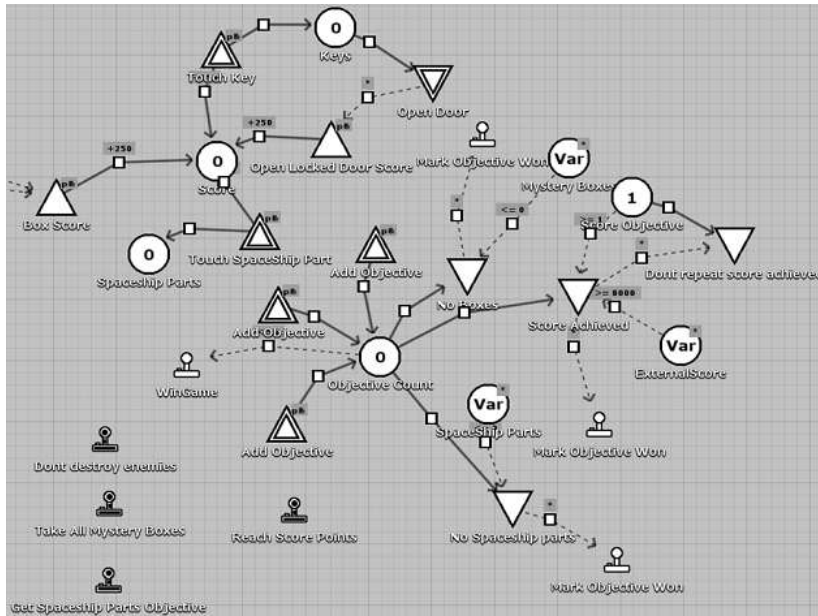 p&
0
Touch Key
Keys
*
Open Door
+250
+250
p&
0
Open Locked Door Score
Mark Objective Won
*
Var
Mystery Boxes
p&
Score
1
Box Score
*
<= 0
>= 1
Score Objective
p&
0
Touch SpaceShip Part
p&
*
Spaceship Parts
Add Objective
No Boxes
Dont repeat score achieved
p&
>= 8000
Add Objective
Score Achieved
*
0
*
Var
WinGame
Objective Count
ExternalScore
*
p&
Var
SpaceShip Parts
Add Objective
Mark Objective Won
Dont destroy enemies
*
Take All Mystery Boxes
Reach Score Points
No Spaceship parts
Mark Objective Won
Get Spaceship Parts Objective